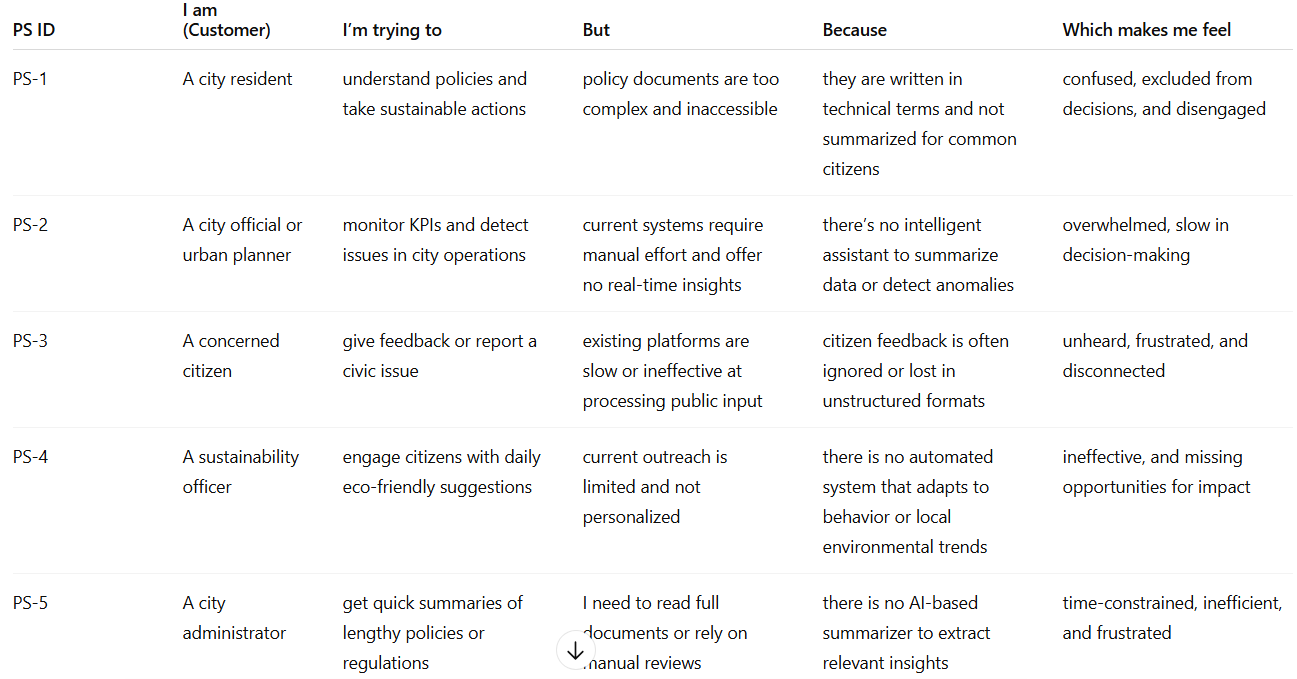 PS ID
I am
(Customer)
I’m trying to
But
Because
Which makes me feel
PS-1
A city resident
understand policies and
take sustainable actions
policy documents are too
complex and inaccessible
they are written in
technical terms and not
summarized for common
citizens
confused, excluded from
decisions, and disengaged
PS-2
A city official or
urban planner
monitor KPIs and detect
issues in city operations
current systems require
manual effort and offer
no real-time insights
there’s no intelligent
assistant to summarize
data or detect anomalies
overwhelmed, slow in
decision-making
PS-3
A concerned
citizen
give feedback or report a
civic issue
existing platforms are
slow or ineffective at
processing public input
citizen feedback is often
ignored or lost in
unstructured formats
unheard, frustrated, and
disconnected
PS-4
A sustainability
officer
engage citizens with daily
eco-friendly suggestions
current outreach is
limited and not
personalized
there is no automated
system that adapts to
behavior or local
environmental trends
ineffective, and missing
opportunities for impact
PS-5
A city
administrator
get quick summaries of
lengthy policies or
regulations
I need to read full
documents or rely on
manual reviews
there is no AI-based
summarizer to extract
relevant insights
time-constrained, inefficient,
and frustrated